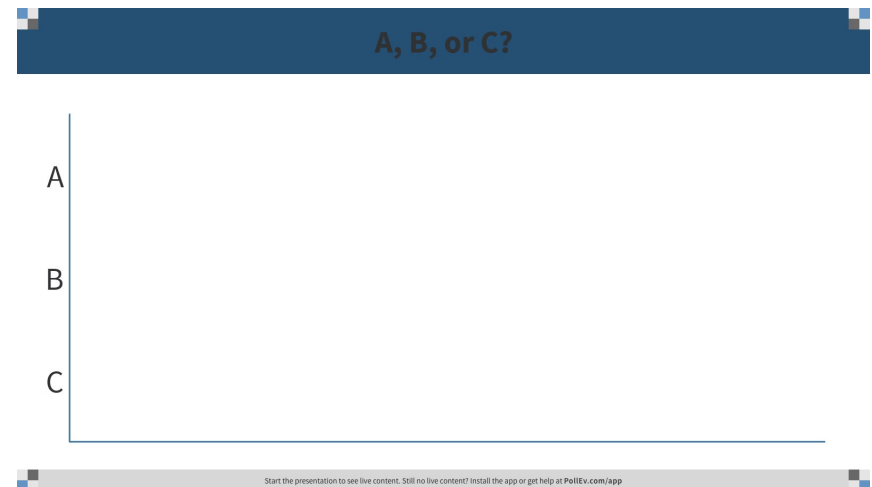 A, B, or C?
A
B
C
Start the presentation to see live content. Still no live content? Install the app or get help at PollEv.com/app